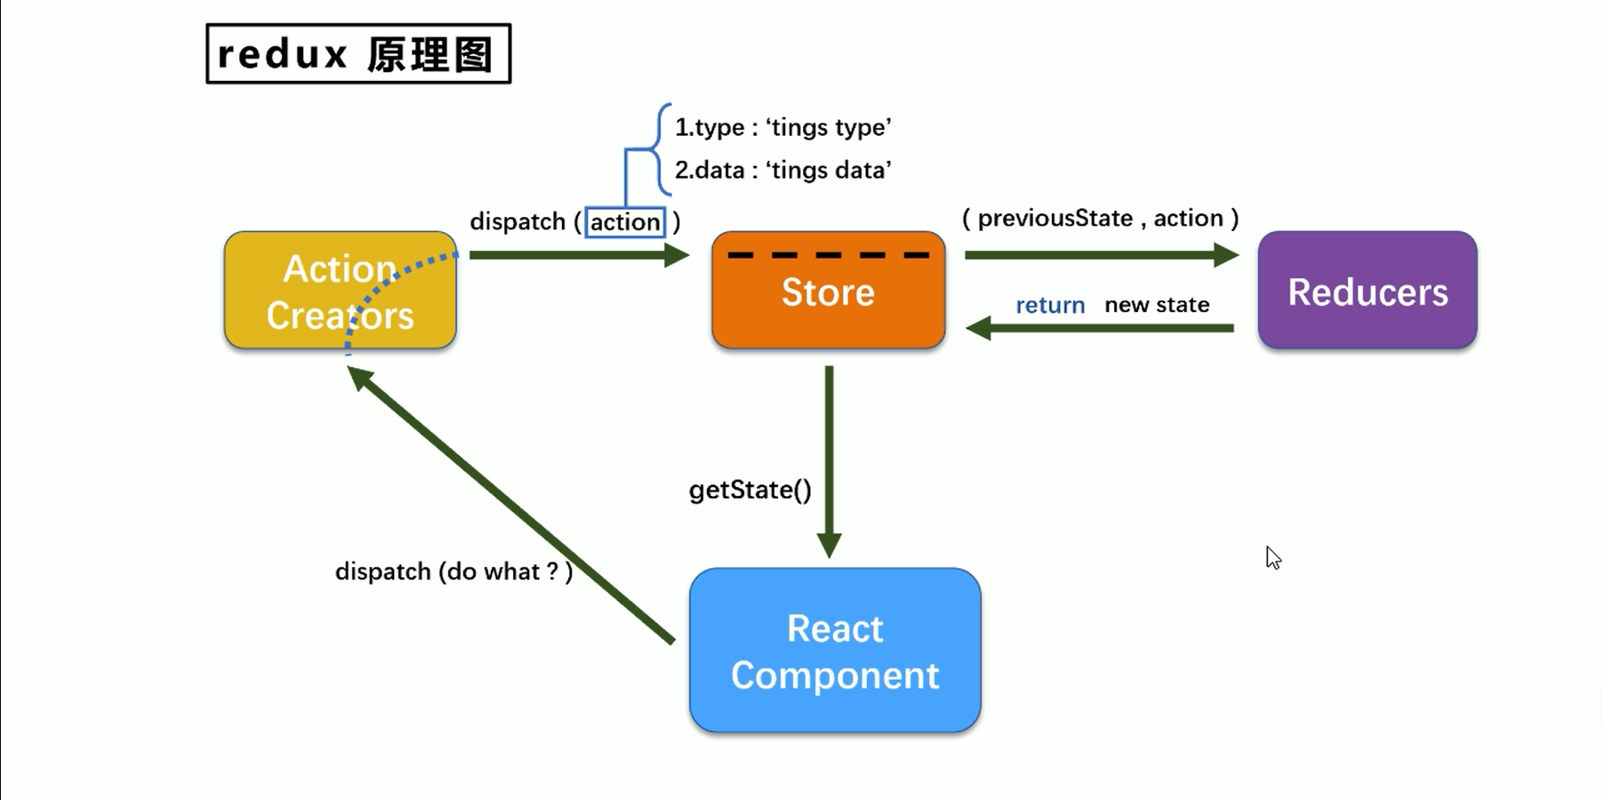 redux 原理图
1.type : ‘tings type’
2.data : ‘tings data’
dispatch ( action )
( previousState , action )
Action
Creators
Store
Reducers
return new state
getState()
dispatch (do what ? )
React
Component